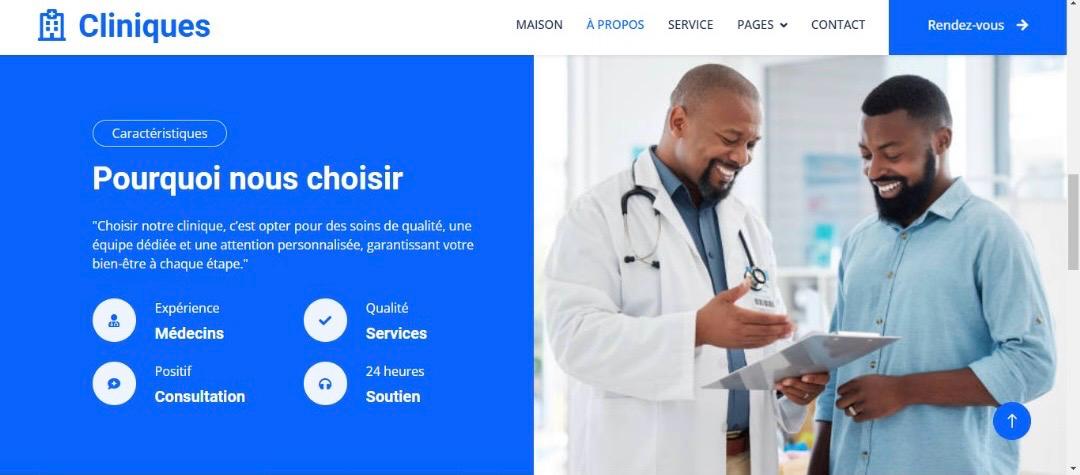 Cliniques
MAISON
À PROPOS
SERVICE
PAGES
CONTACT
Rendez-vous
Caractéristiques
Pourquoi nous choisir
"Choisir notre clinique, c'est opter pour des soins de qualité, une
équipe dédiée et une attention personnalisée, garantissant votre
bien-être à chaque étape."
Expérience
Médecins
Qualité
Services
Positif
Consultation
24 heures
Soutien